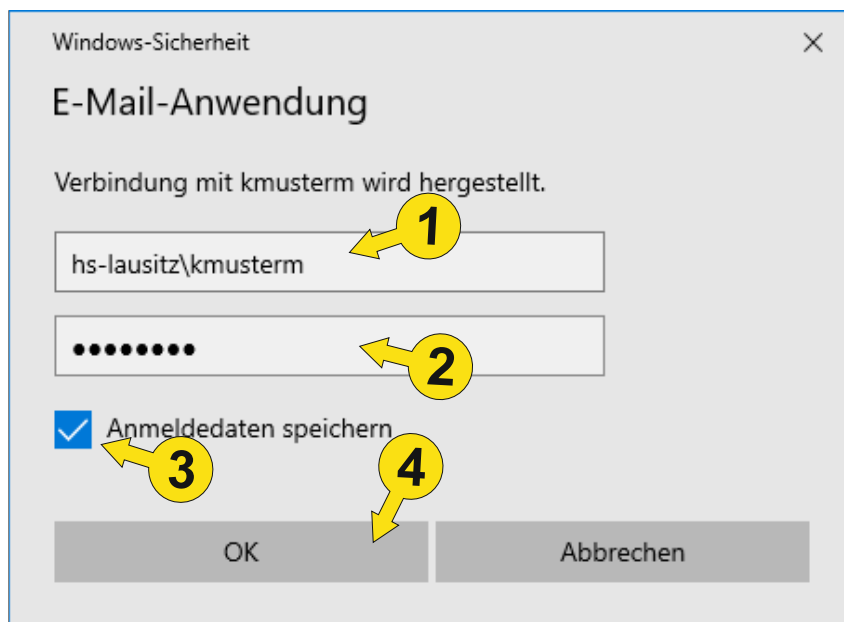 Windows-Sicherheit
E-Mail-Anwendung
Verbindung mit kmusterm wird hergestellt.
1
hs-lausitz\kmusterm
••••••••
2
Anmeldedaten speichern
3
4
OK
Abbrechen